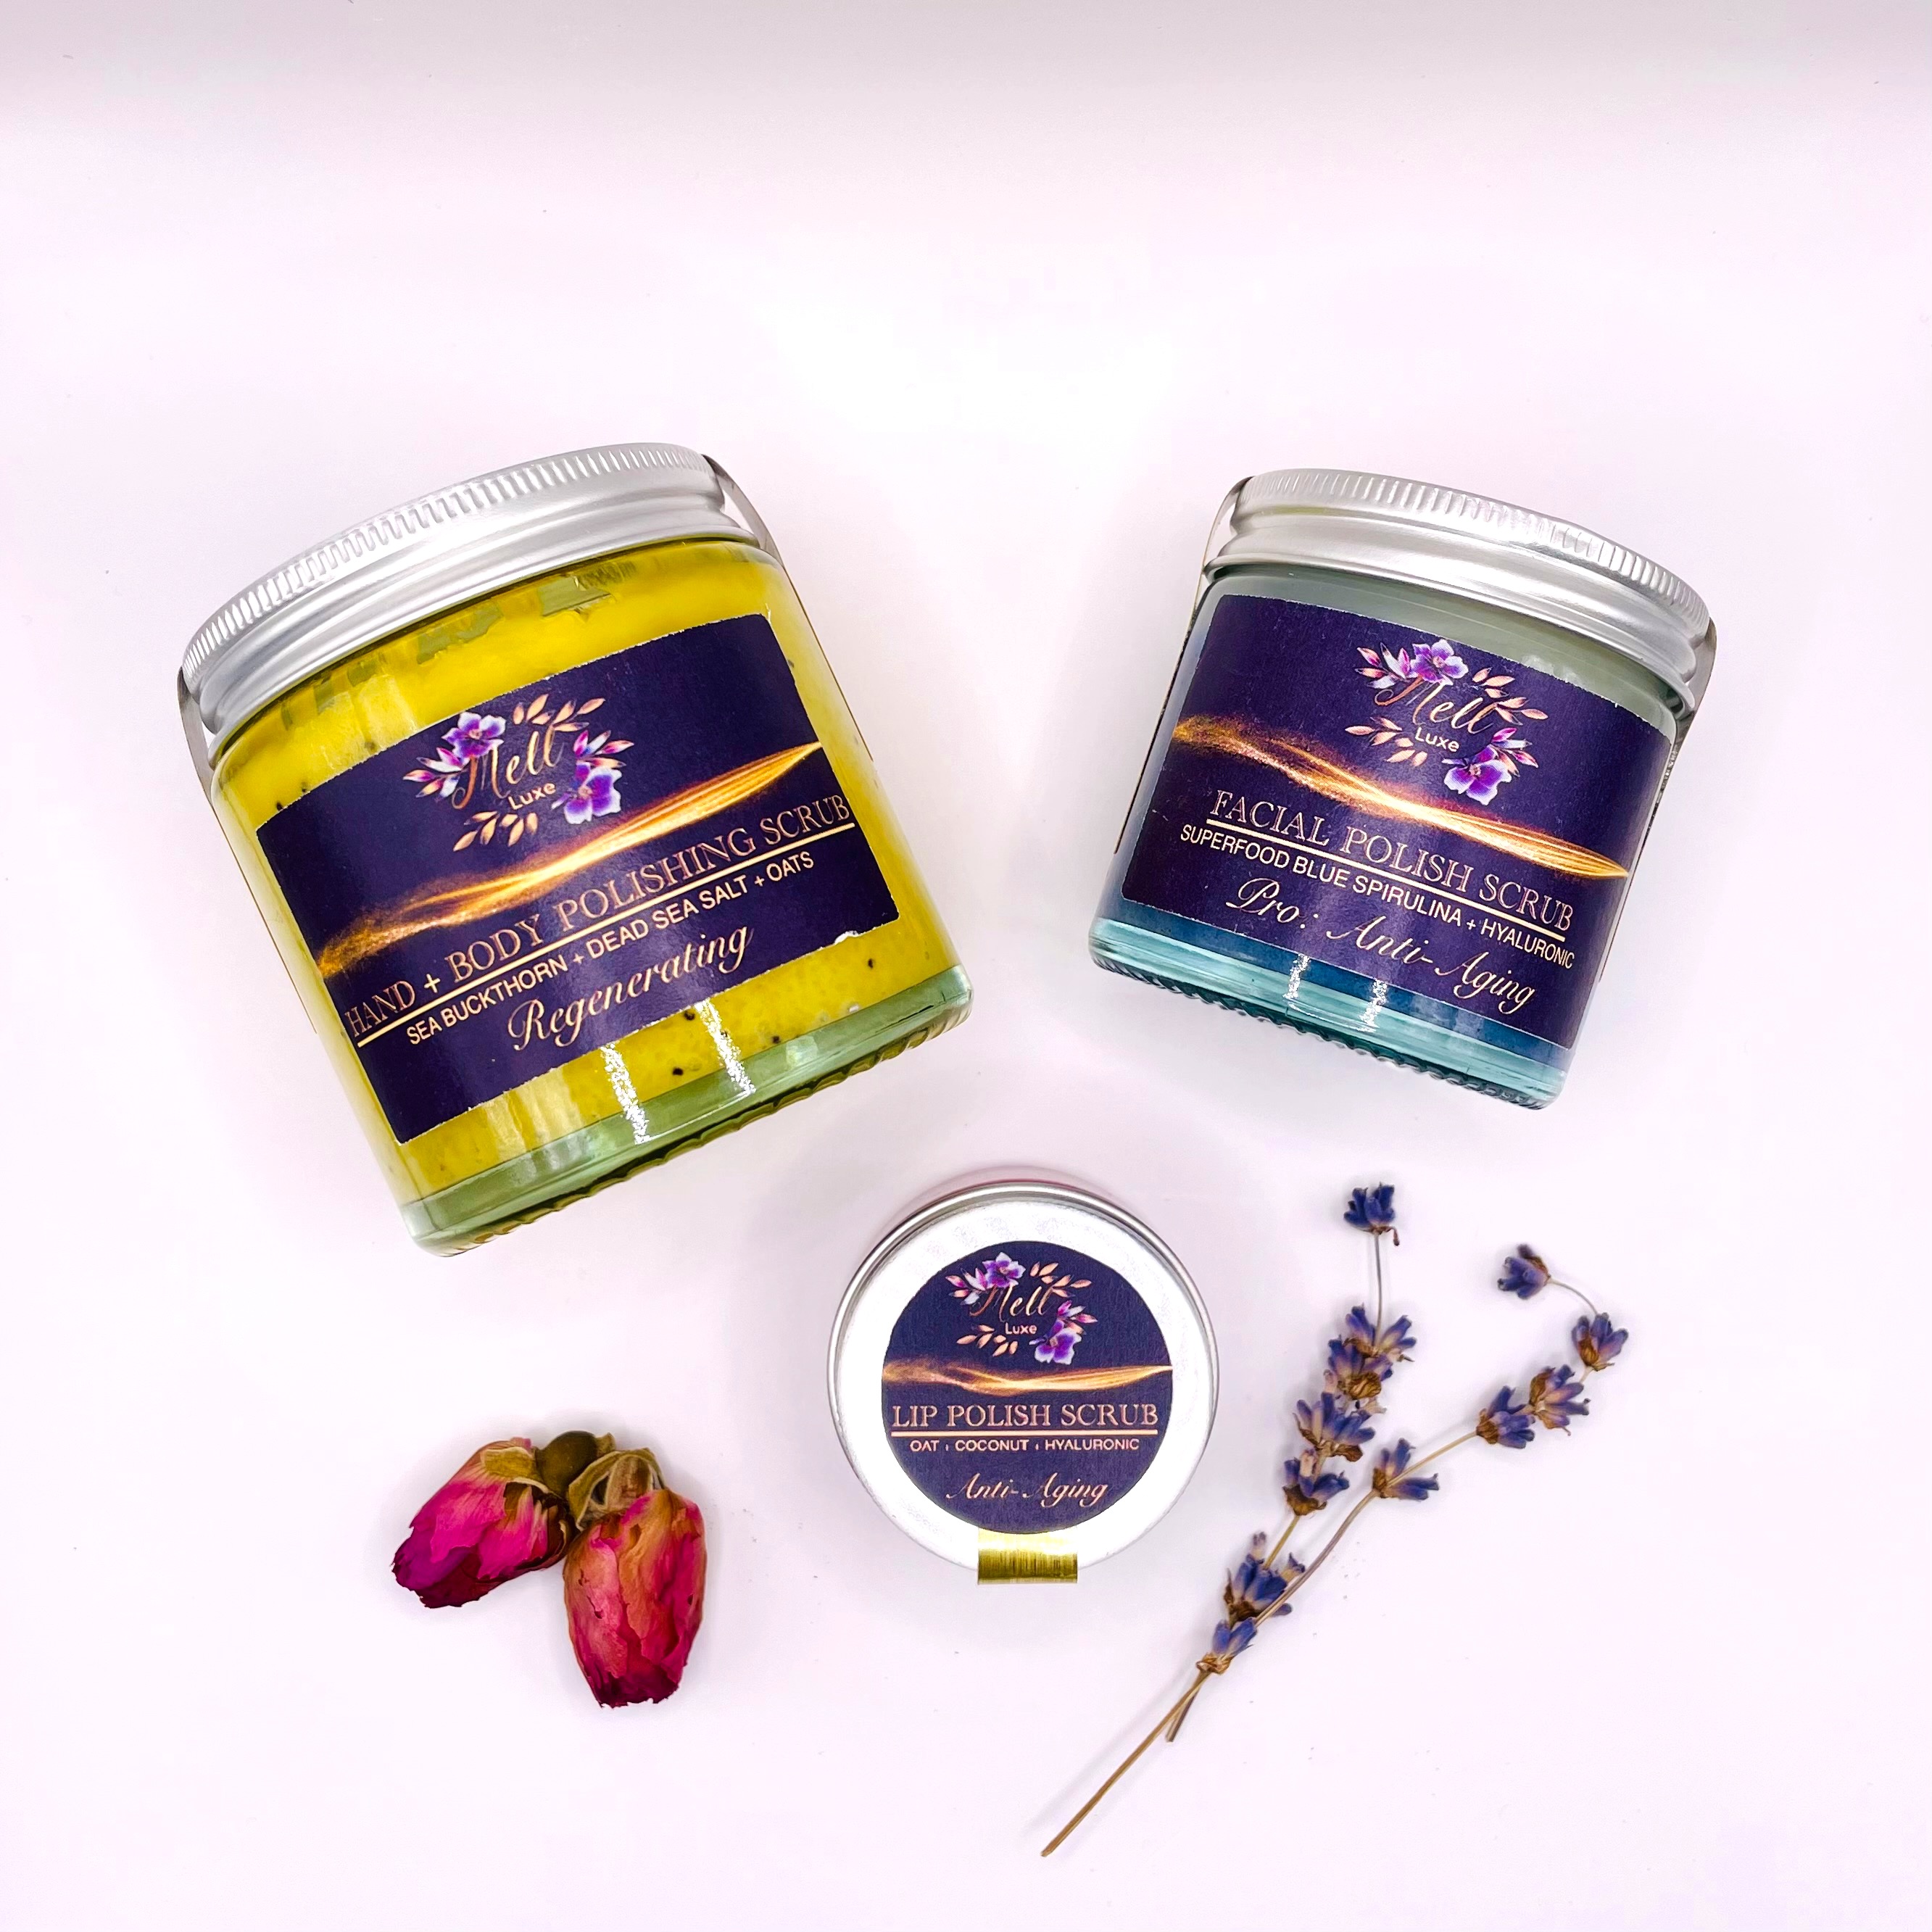 Mell
Luxe
HAND + BODY POLISHING SCRUB
SEA BUCKTHORN + DEAD SEA SALT + OATS
Regenerating
Mell
Luxe
FACIAL POLISH SCRUB
SUPERFOOD BLUE SPIRULINA + HYALURONIC
Pro: Anti-Aging
Mell
Luxe
LIP POLISH SCRUB
OAT + COCONUT + HYALURONIC
Anti-Aging